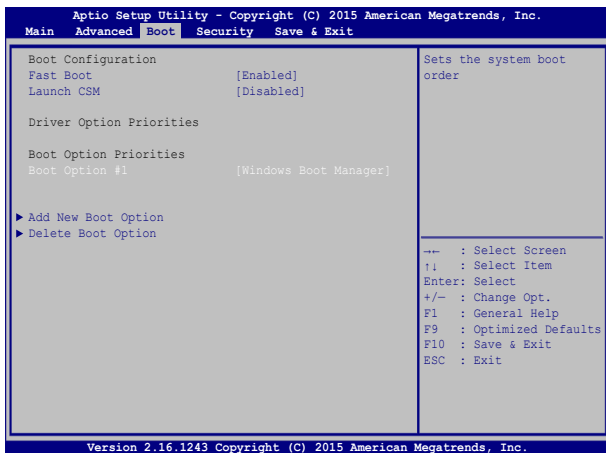 Aptio Setup Utility - Copyright (C) 2015 American Megatrends, Inc.
Main Advanced Boot Security Save & Exit
Boot Configuration
Fast Boot [Enabled]
Launch CSM [Disabled]
Driver Option Priorities
Boot Option Priorities
Boot Option #1 [Windows Boot Manager]
▶ Add New Boot Option
▶ Delete Boot Option
Sets the system boot
order
→← : Select Screen
↑↓ : Select Item
Enter: Select
+/— : Change Opt.
F1 : General Help
F9 : Optimized Defaults
F10 : Save & Exit
ESC : Exit
Version 2.16.1243 Copyright (C) 2015 American Megatrends, Inc.